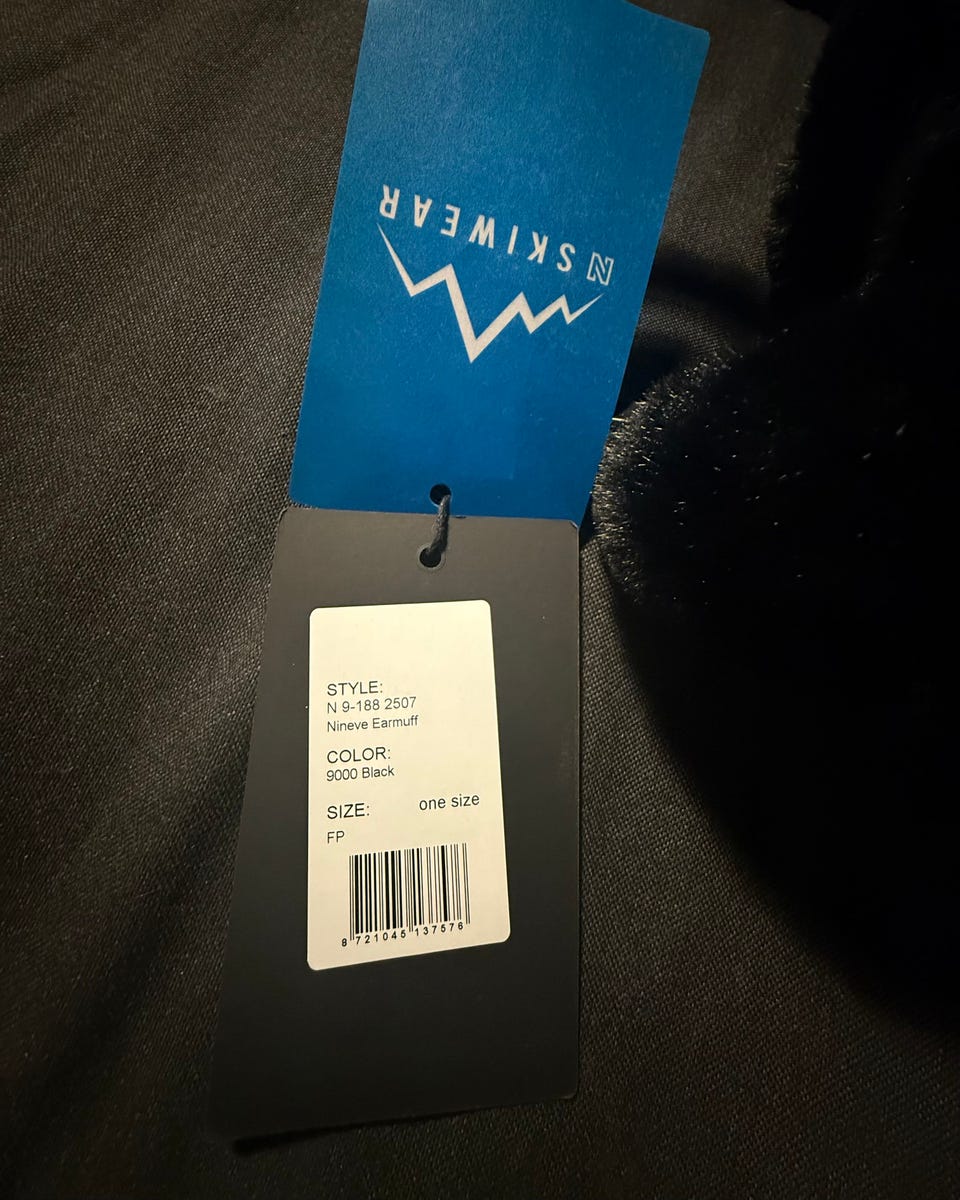 N SKIWEAR
STYLE:
N 9-188 2507
Nineve Earmuff
COLOR:
9000 Black
SIZE: one size
FP
8 721045 137576